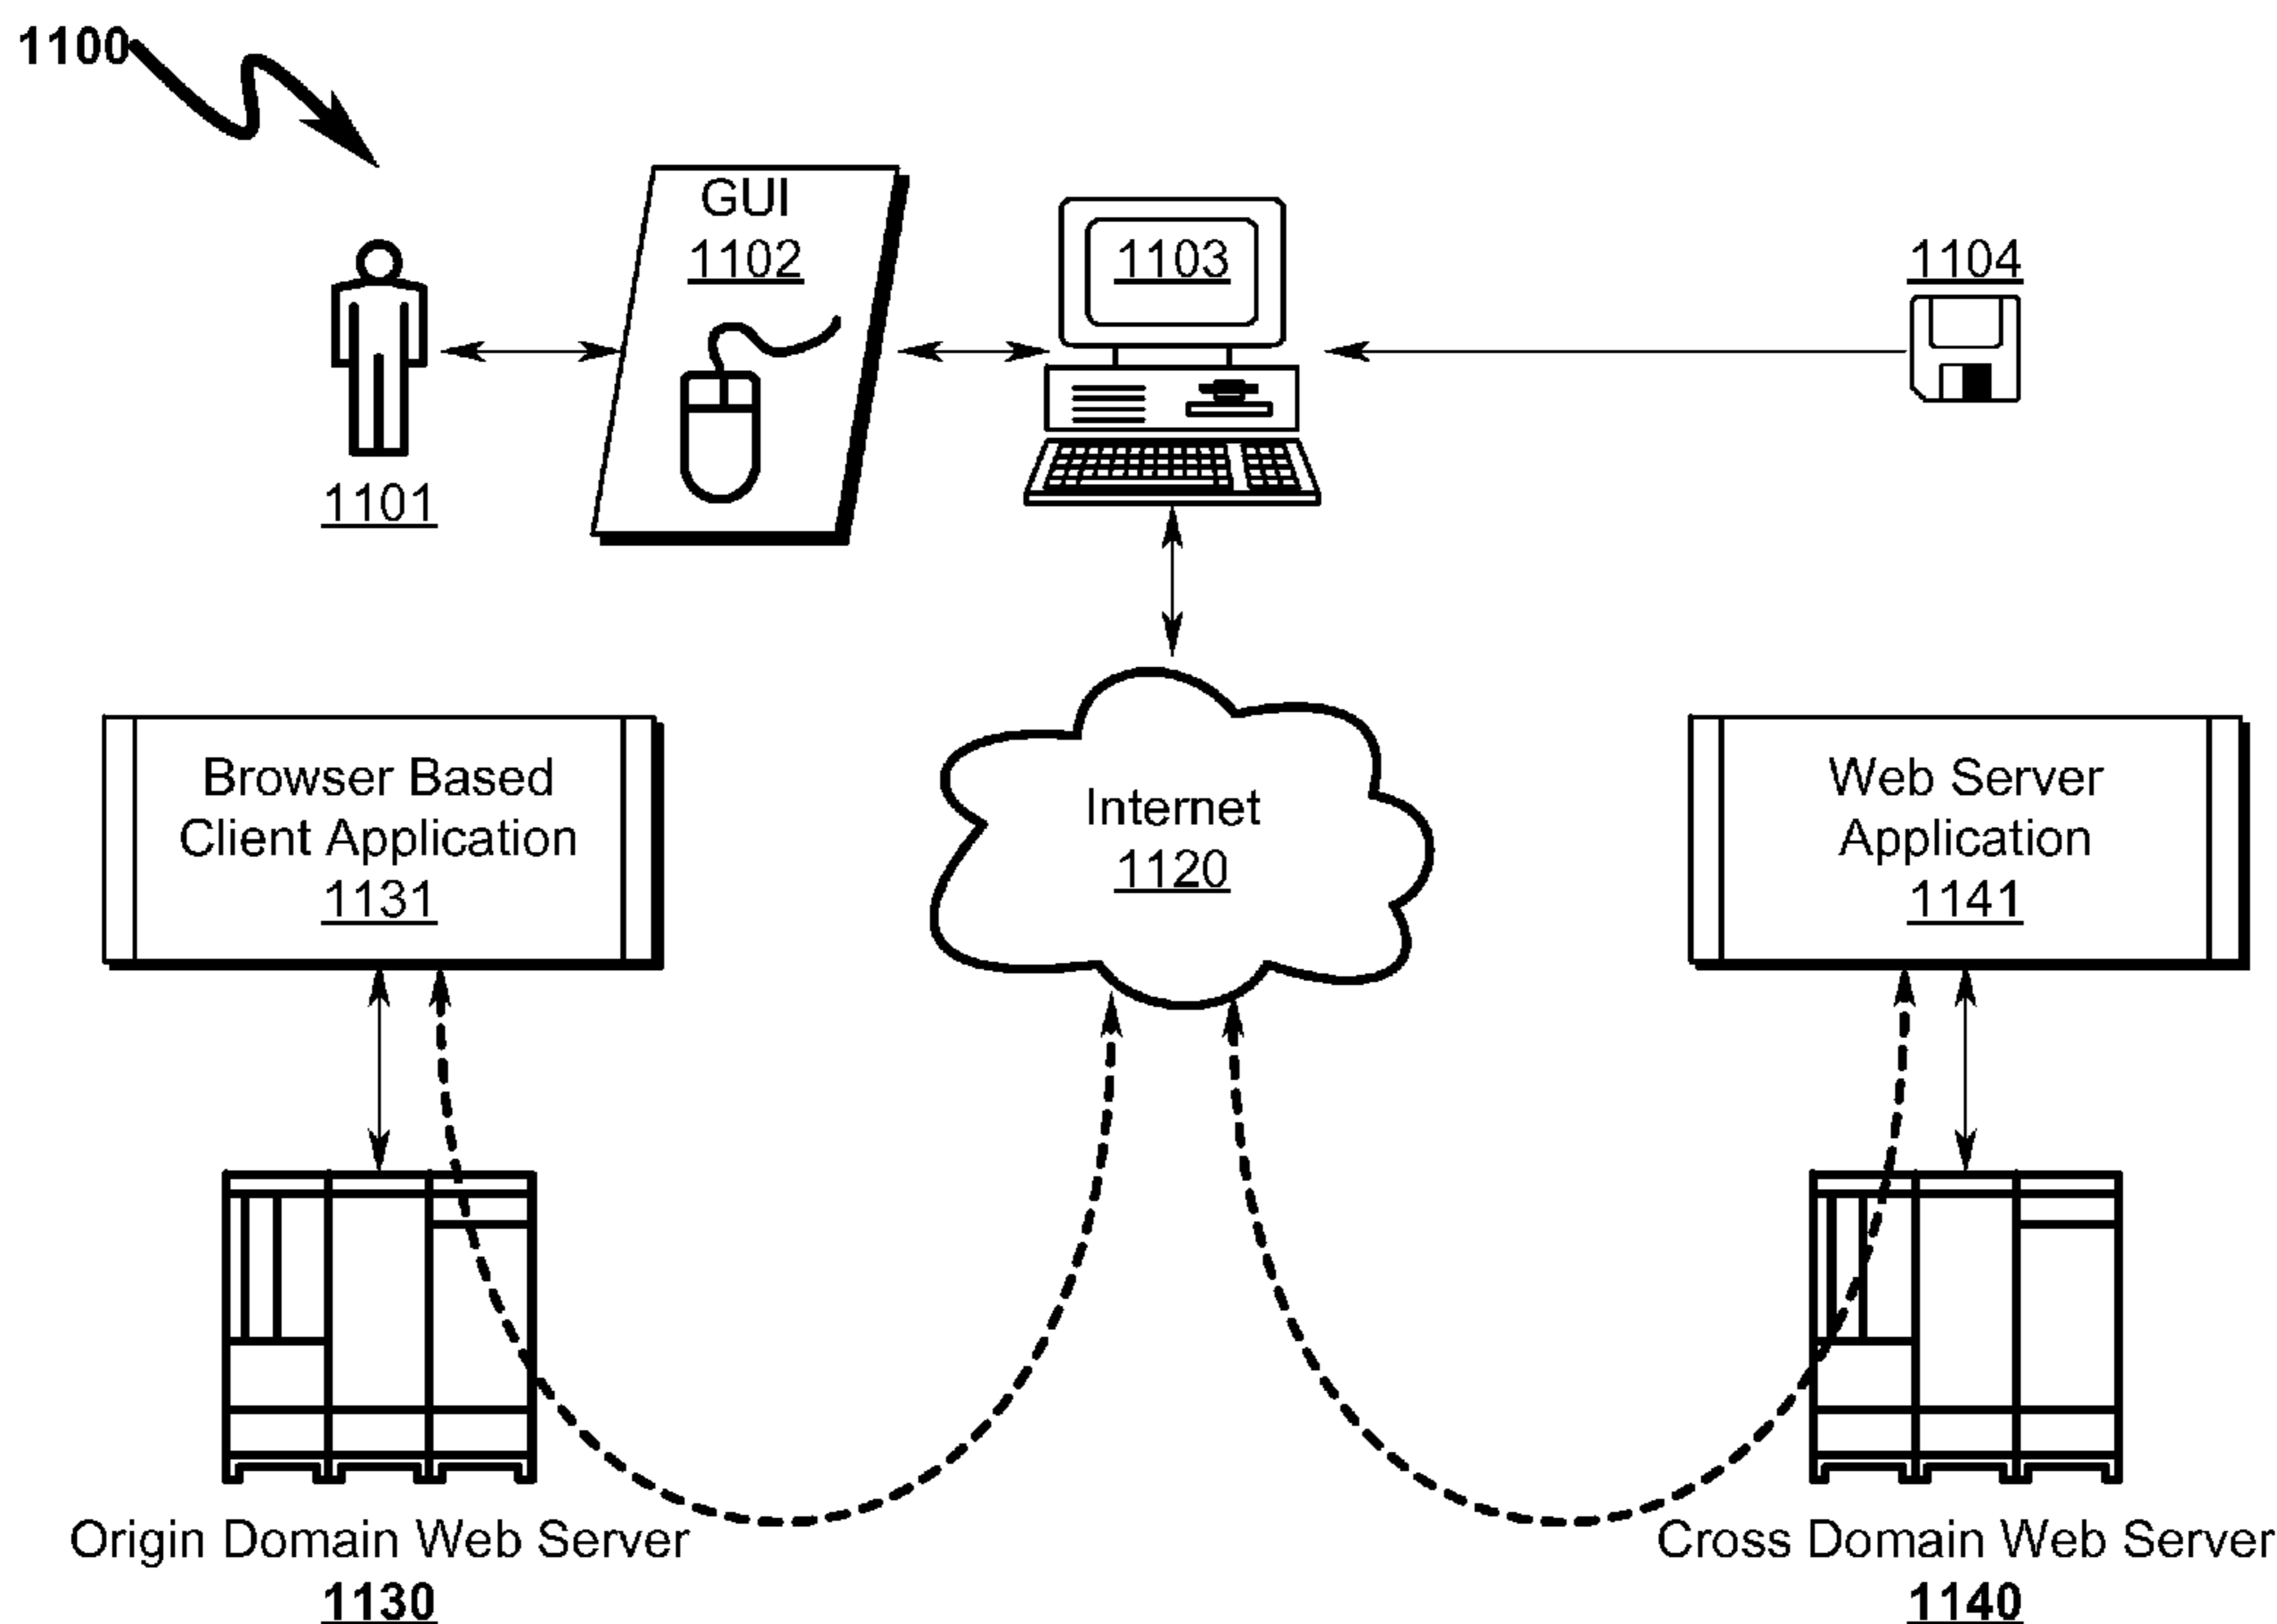 1100
GUI
1102
1103
1104
1101
Browser Based
Client Application
1131
Internet
1120
Web Server
Application
1141
Origin Domain Web Server
1130
Cross Domain Web Server
1140